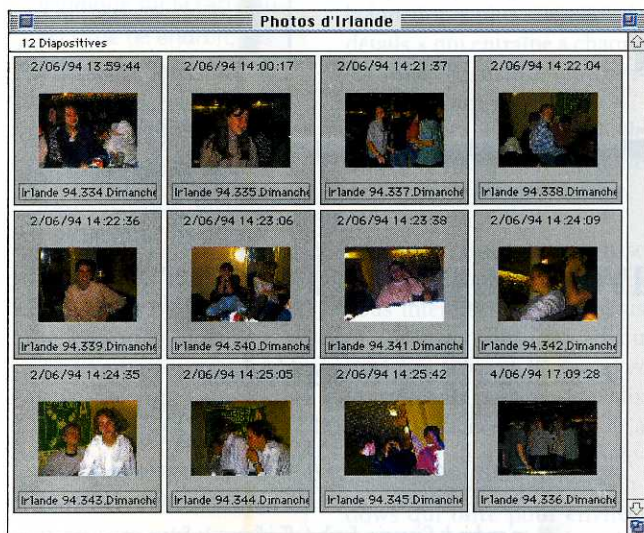 Photos d'Irlande
12 Diapositives
2/06/94 13:59:44
2/06/94 14:00:17
2/06/94 14:21:37
2/06/94 14:22:04
Irlande 94.334.Dimanche
Irlande 94.335.Dimanche
Irlande 94.337.Dimanche
Irlande 94.338.Dimanche
2/06/94 14:22:36
2/06/94 14:23:06
2/06/94 14:23:38
2/06/94 14:24:09
Irlande 94.339.Dimanche
Irlande 94.340.Dimanche
Irlande 94.341.Dimanche
Irlande 94.342.Dimanche
2/06/94 14:24:35
2/06/94 14:25:05
2/06/94 14:25:42
4/06/94 17:09:28
Irlande 94.343.Dimanche
Irlande 94.344.Dimanche
Irlande 94.345.Dimanche
Irlande 94.336.Dimanche